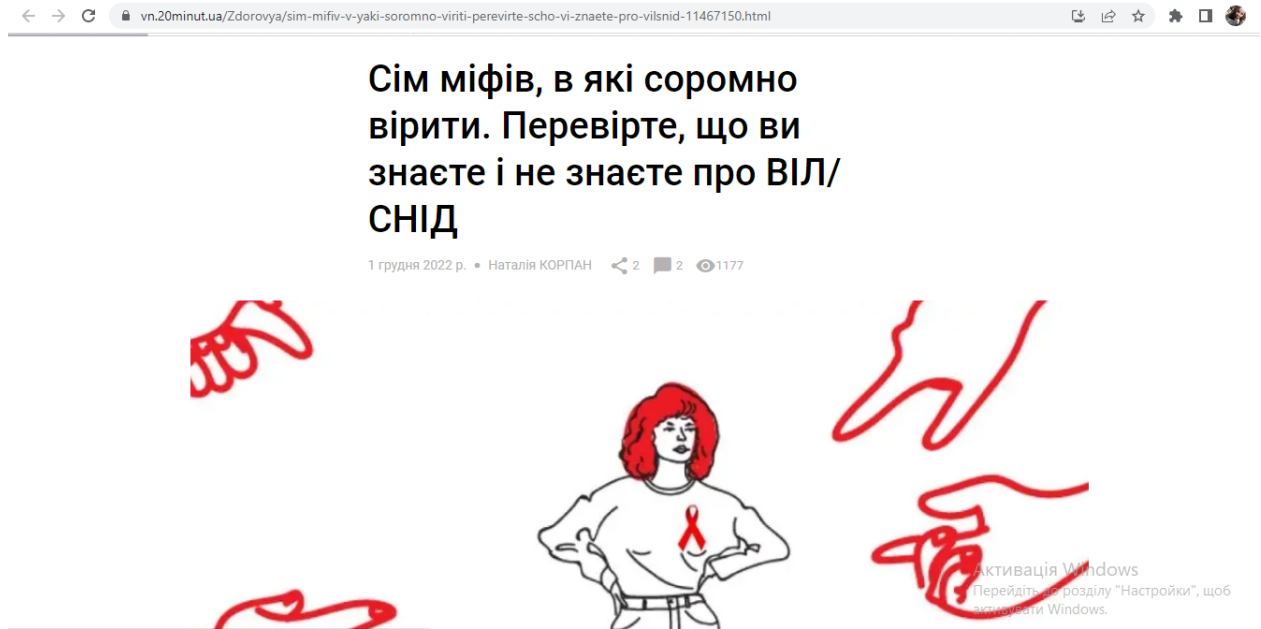 vn.20minut.ua/Zdorovya/sim-mifiv-v-yaki-soromno-viriti-perevirte-scho-vi-znaete-pro-vilsnid-11467150.html
Сім міфів, в які соромно
вірити. Перевірте, що ви
знаєте і не знаєте про ВІЛ/
СНІД
1 грудня 2022 р. • Наталія КОРПАН 2 2 1177
Активація Windows
Перейдіть до розділу "Настройки", щоб
активувати Windows.